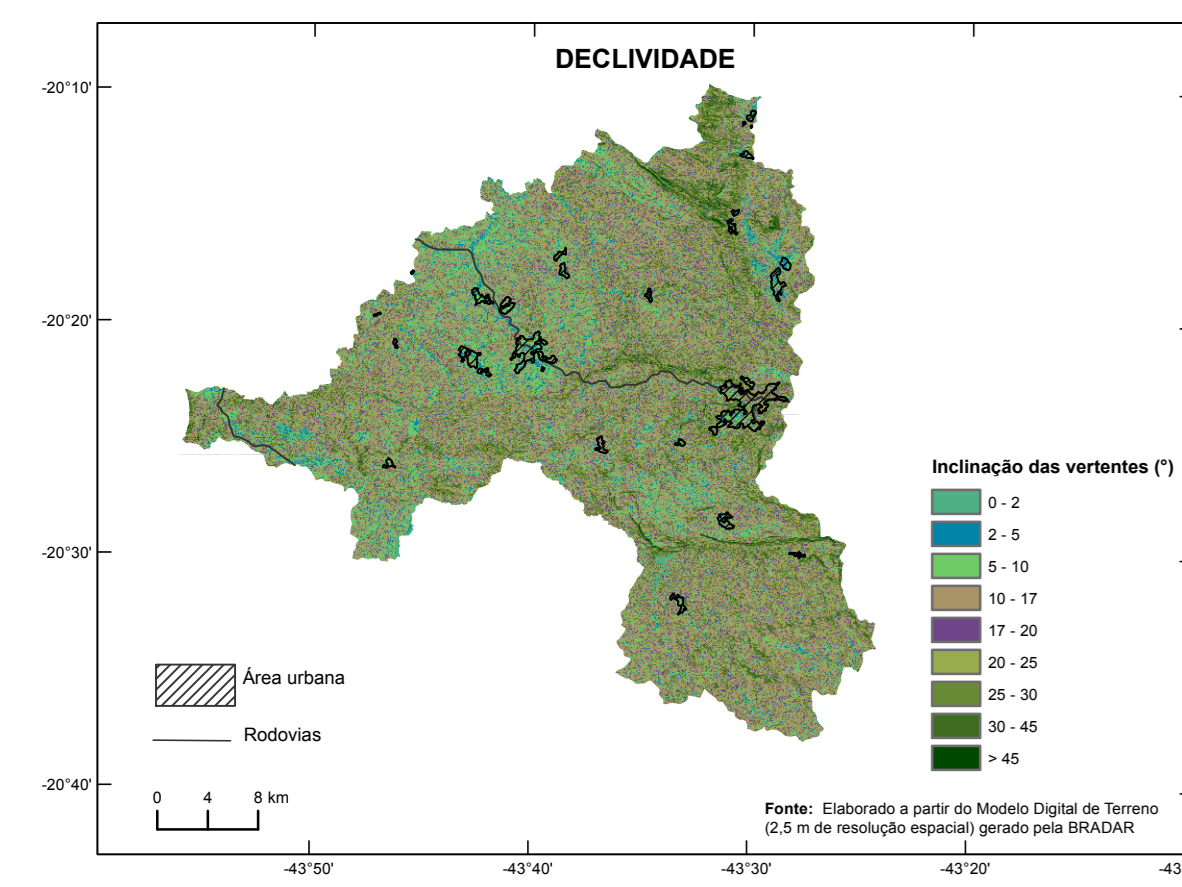 DECLIVIDADE
-20°10'
-20°20'
-20°30'
-20°40'
Inclinação das vertentes (°)
0 - 2
2 - 5
5 - 10
10 - 17
17 - 20
20 - 25
25 - 30
30 - 45
> 45
Área urbana
Rodovias
0 4 8 km
Fonte: Elaborado a partir do Modelo Digital de Terreno
(2,5 m de resolução espacial) gerado pela BRADAR
-43°50' -43°40' -43°30' -43°20' -43